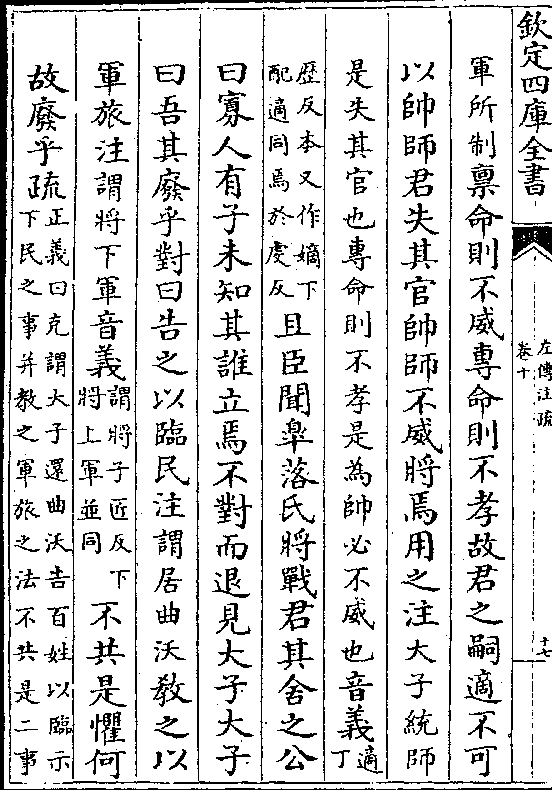 欽定四庫全書
左傳注疏
卷十
十七
軍所制稟命則不威專命則不孝故君之嗣適不可
以帥師君失其官帥師不威將焉用之注大子統師
是失其官也專命則不孝是為帥必不威也音義適丁
歴反本又作嫡下
配適同焉於虔反且臣聞臯落氏將戰君其舍之公
曰寡人有子未知其誰立焉不對而退見大子大子
曰吾其廢乎對曰告之以臨民注謂居曲沃敎之以
軍旅注謂將下軍音義謂將子匠反下
將上軍並同不共是懼何
故廢乎疏正義曰克謂大子還曲沃告百姓以臨示
下民之事并敎之軍旅之法不共是二事